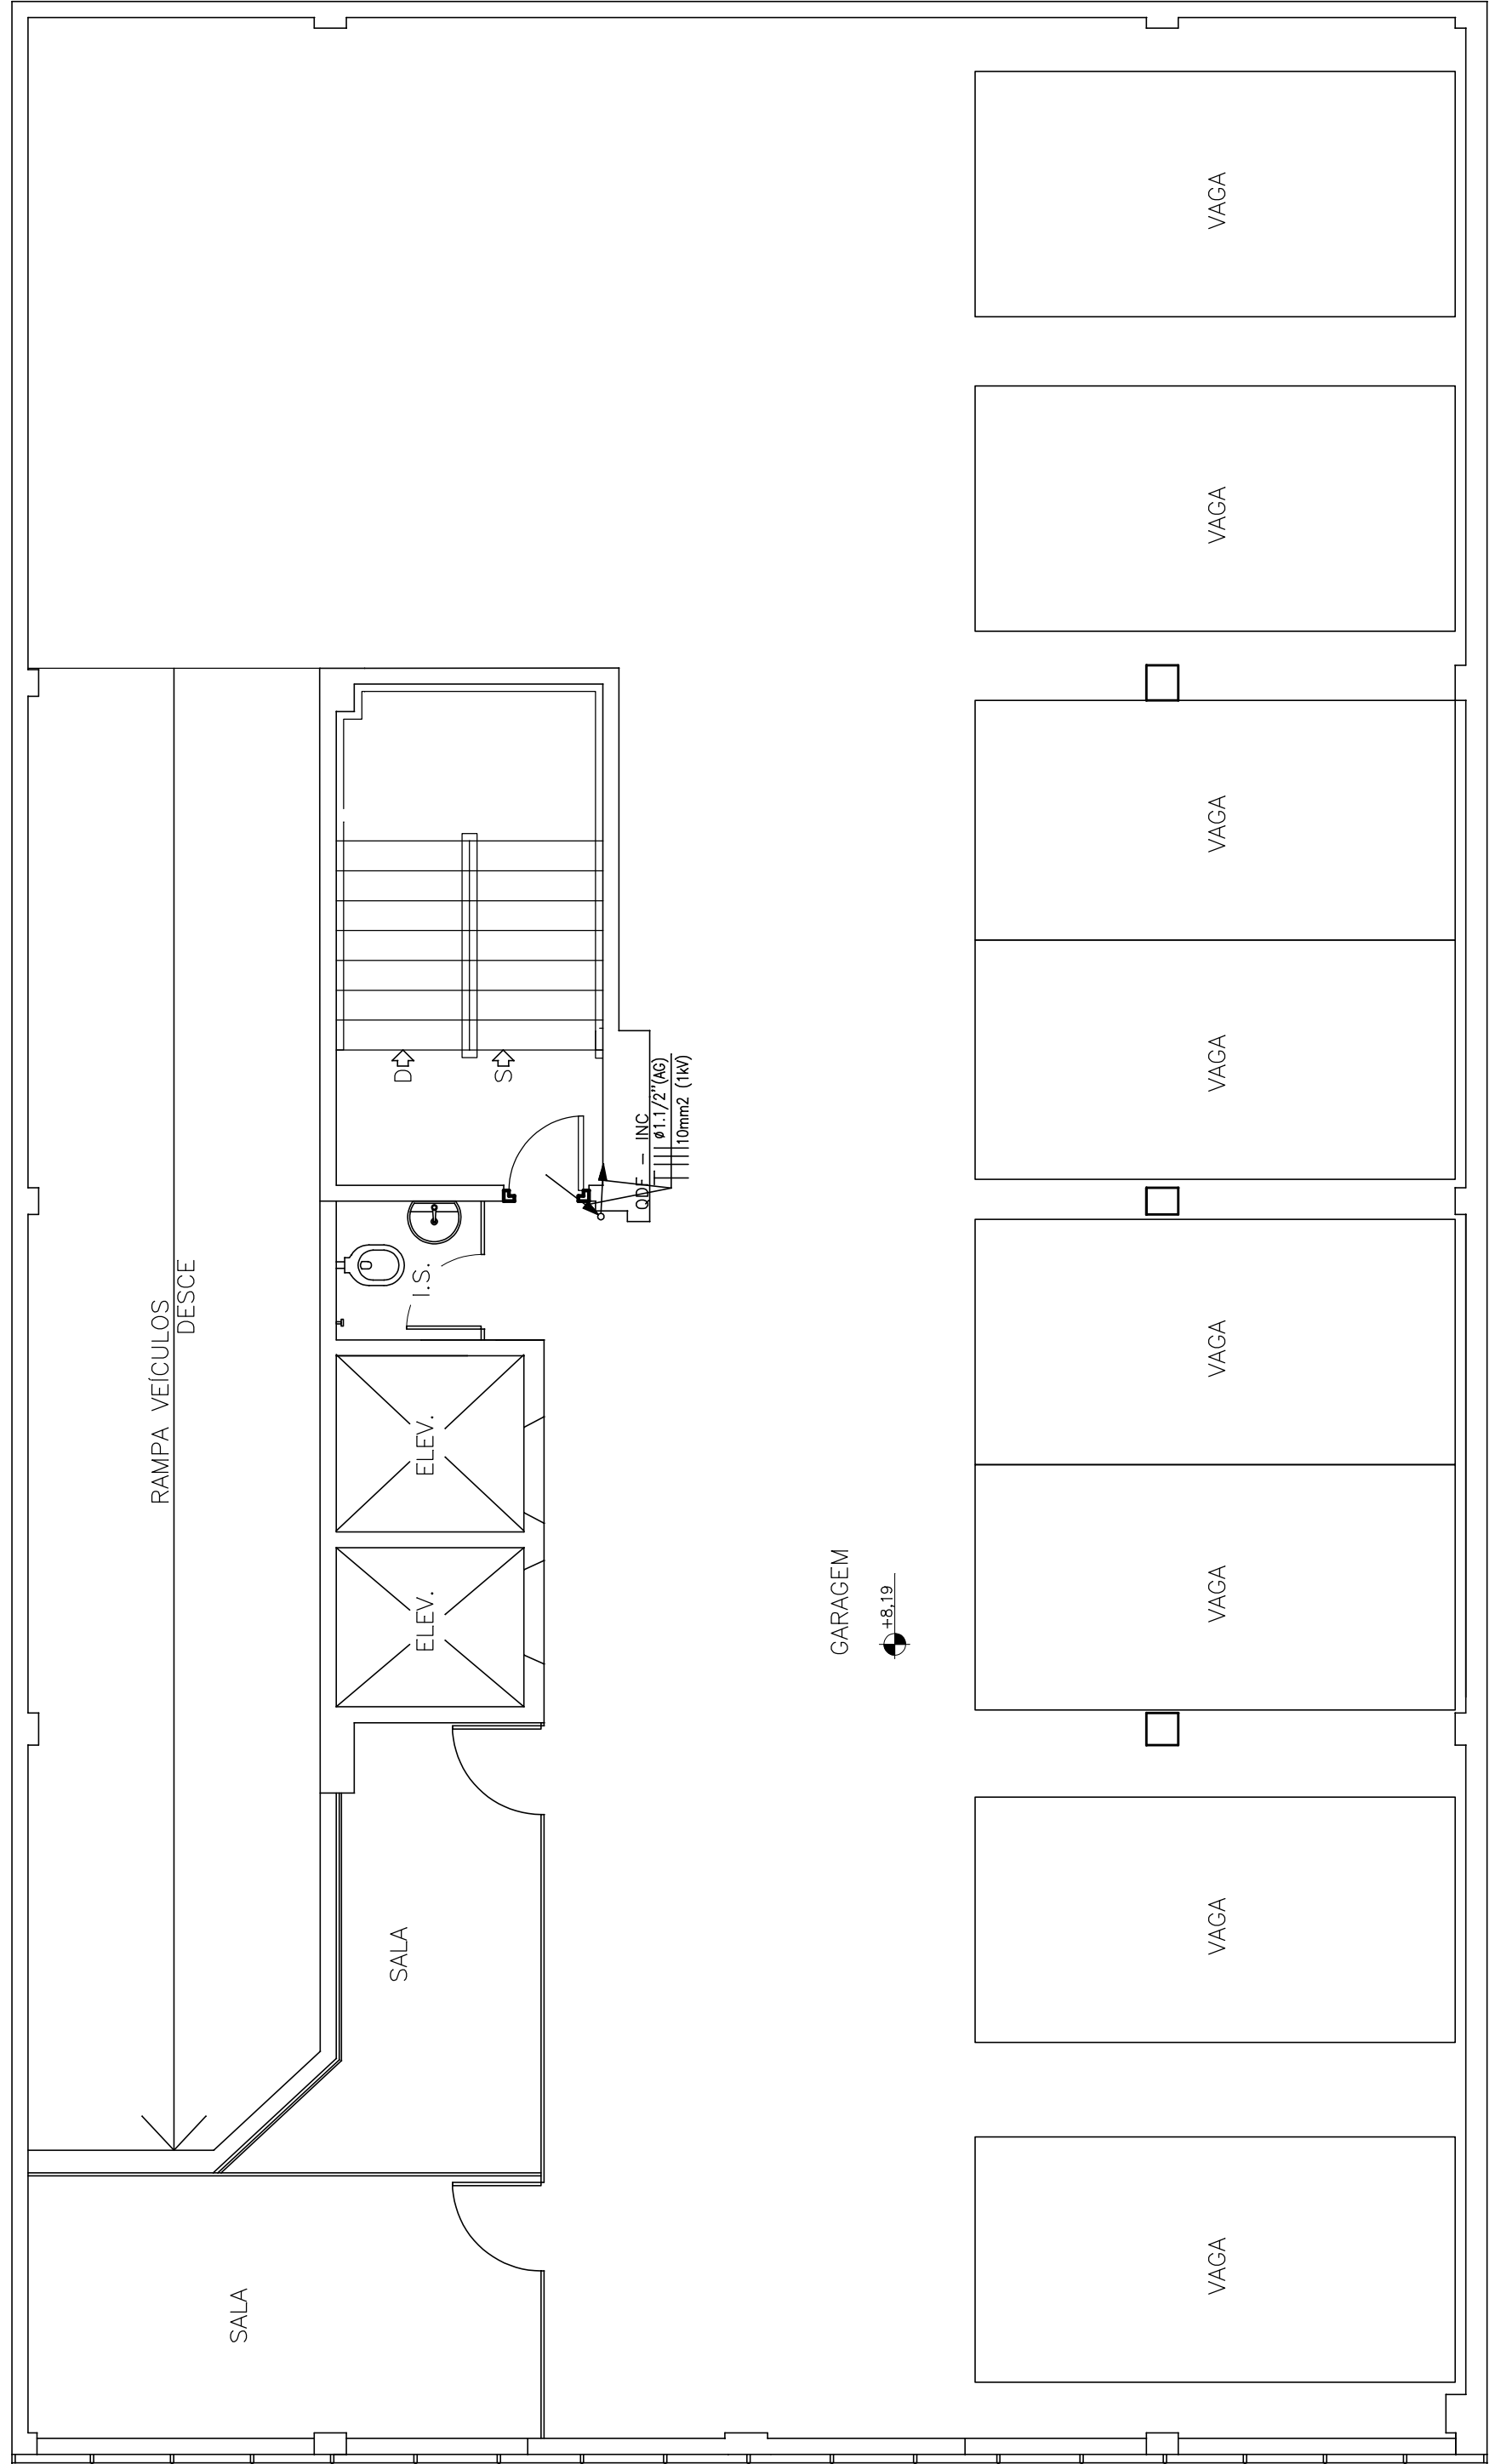 VAGA
VAGA
VAGA
VAGA
VAGA
VAGA
VAGA
VAGA
D
S
QDF - INC
ø1.1/2"(AG)
10mm2 (1kV)
I.S.
RAMPA VEÍCULOS
DESCE
ELEV.
ELEV.
GARAGEM
+8,19
SALA
SALA